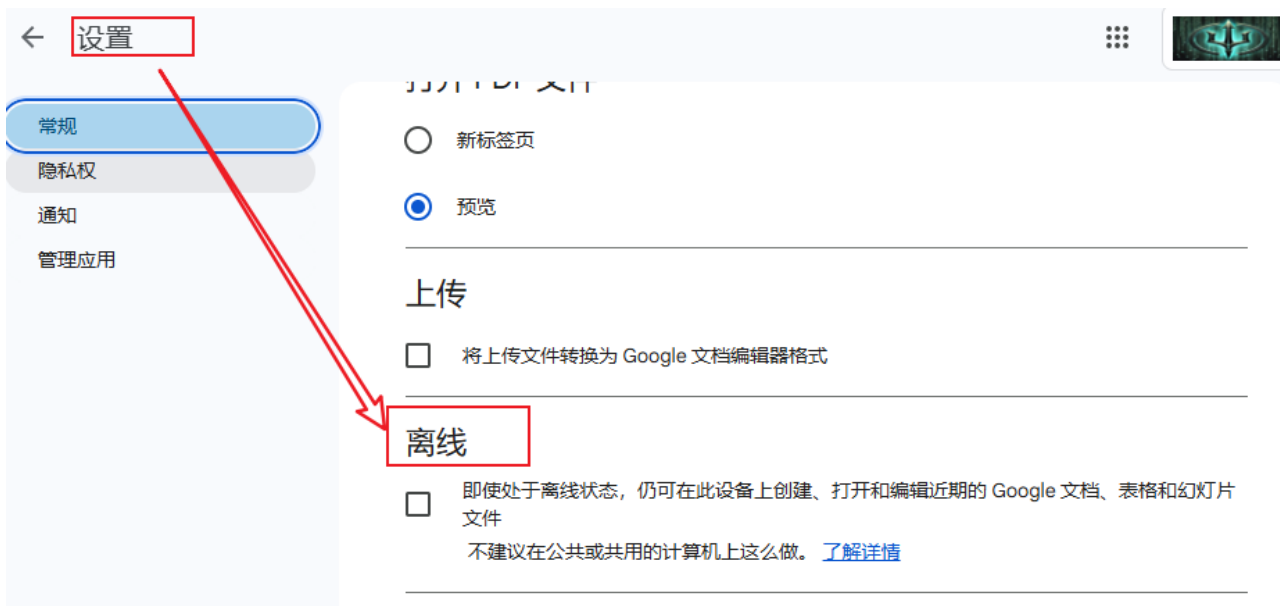 设置
常规
隐私权
通知
管理应用
打开 PDF 文件
新标签页
预览
上传
将上传文件转换为 Google 文档编辑器格式
离线
即使处于离线状态，仍可在此设备上创建、打开和编辑近期的 Google 文档、表格和幻灯片
文件
不建议在公共或共用的计算机上这么做。 了解详情